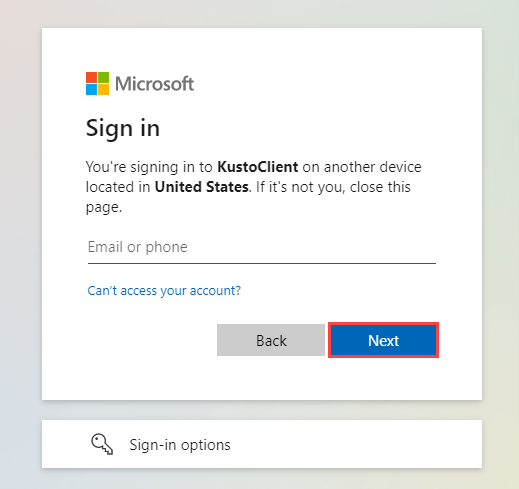 Microsoft
Sign in
You're signing in to KustoClient on another device
located in United States. If it's not you, close this
page.
Email or phone
Can't access your account?
Back
Next
Sign-in options